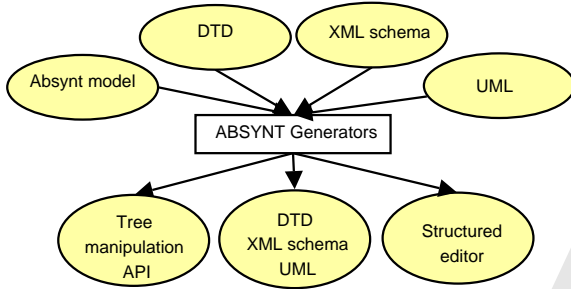 DTD
XML schema
Absynt model
UML
ABSYNT Generators
Tree
manipulation
API
DTD
XML schema
UML
Structured
editor